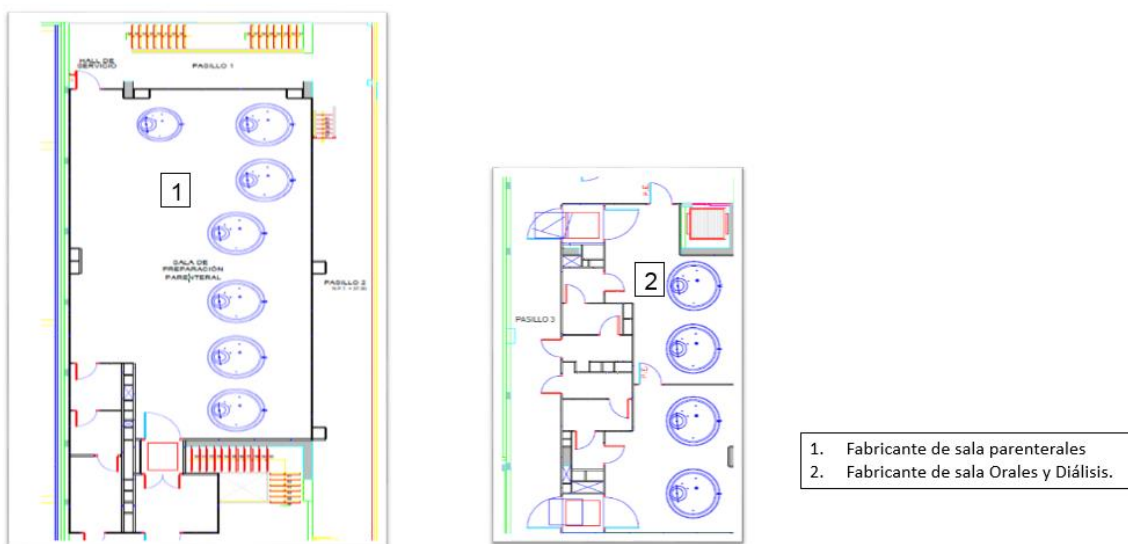 HALL DE
SERVICIO
PASILLO 1
1
SALA DE
PREPARACIÓN
PARENTERAL
PASILLO 2
2
PASILLO 3
1. Fabricante de sala parenterales
2. Fabricante de sala Orales y Diálisis.